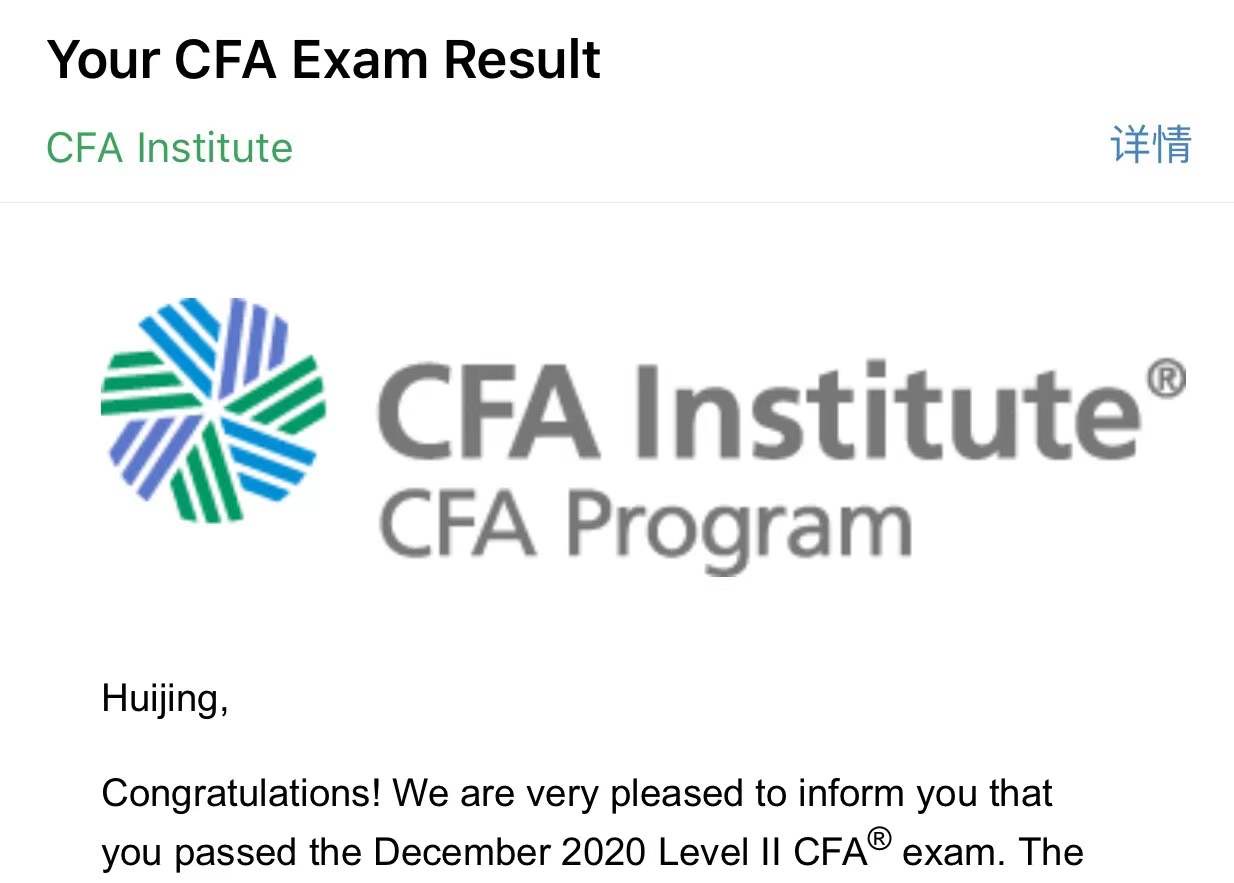 Your CFA Exam Result
CFA Institute
详情
CFA Institute®
CFA Program
Huijing,
Congratulations! We are very pleased to inform you that
you passed the December 2020 Level II CFA® exam. The